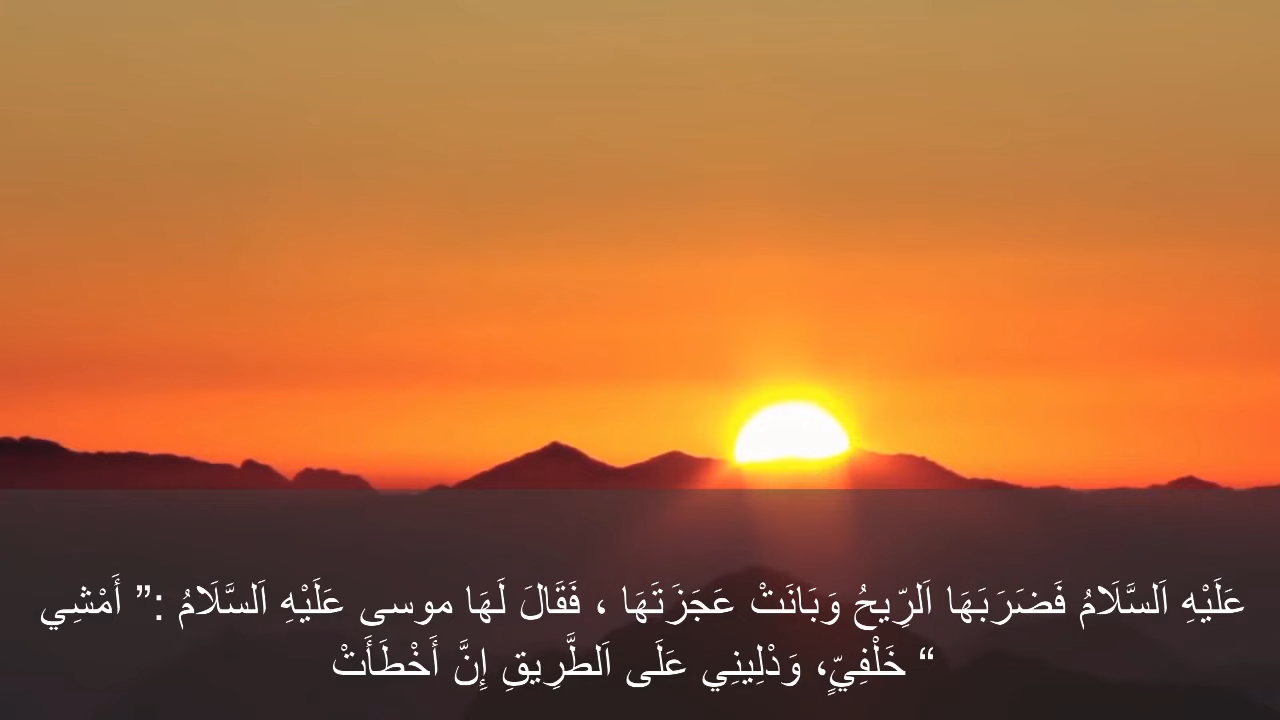 عَلَيْهِ اَلسَّلَامُ فَضَرَبَهَا اَلرِّيحُ وَبَانَتْ عَجَزَتَهَا ، فَقَالَ لَهَا موسى عَلَيْهِ اَلسَّلَامُ :” أَمْشِي
“ خَلْفِيٍّ، وَدْلِينِي عَلَى اَلطَّرِيقِ إِنَّ أَخْطَأَتْ